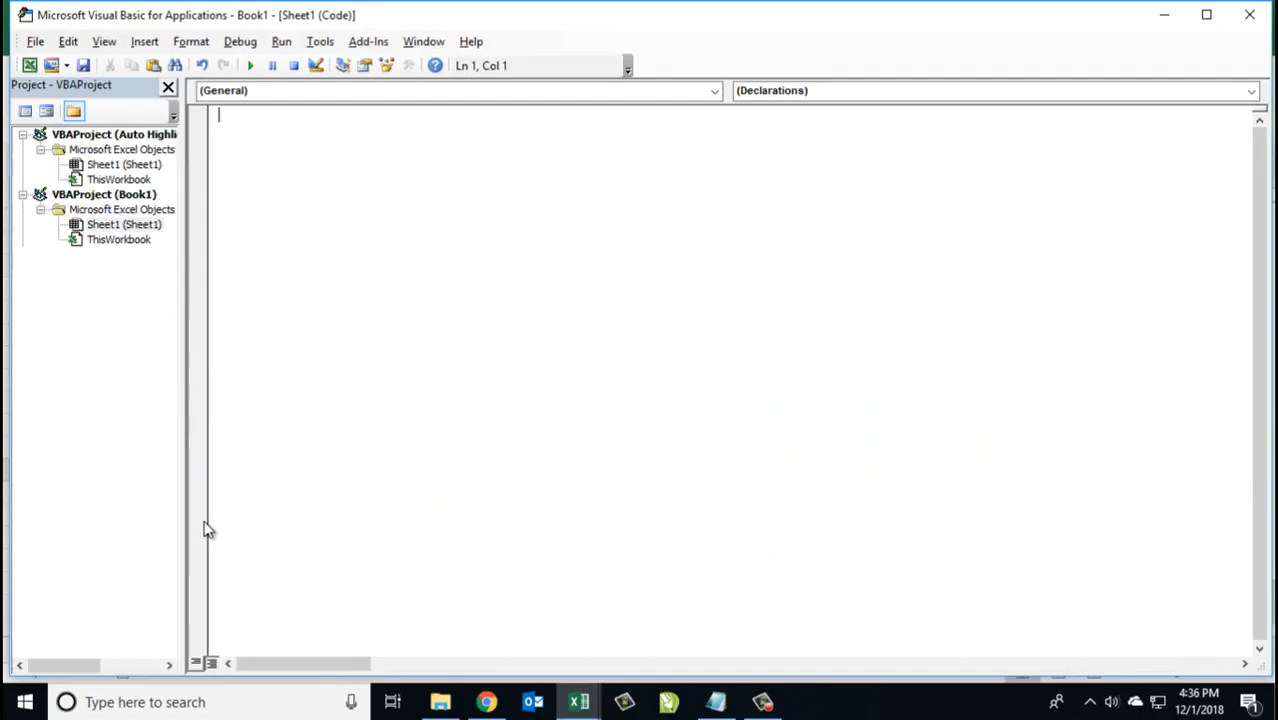 Microsoft Visual Basic for Applications - Book1 - [Sheet1 (Code)]
File Edit View Insert Format Debug Run Tools Add-Ins Window Help
Ln 1, Col 1
Project - VBAProject
(General) (Declarations)
VBAProject (Auto Highli
Microsoft Excel Objects
Sheet1 (Sheet1)
ThisWorkbook
VBAProject (Book1)
Microsoft Excel Objects
Sheet1 (Sheet1)
ThisWorkbook
Type here to search
4:36 PM
12/1/2018
1